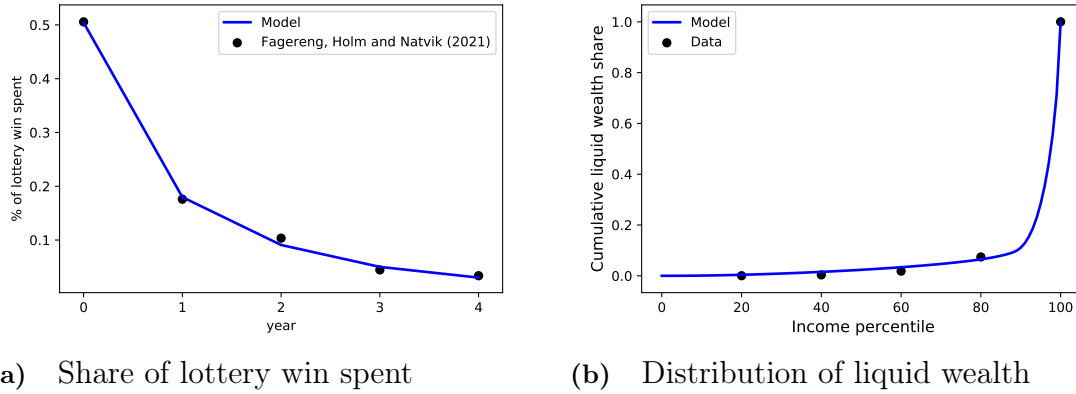 Model
Fagereng, Holm and Natvik (2021)
0.5
0.4
0.3
0.2
0.1
% of lottery win spent
0 1 2 3 4
year
a) Share of lottery win spent
Model
Data
1.0
0.8
0.6
0.4
0.2
0.0
Cumulative liquid wealth share
0 20 40 60 80 100
Income percentile
(b) Distribution of liquid wealth